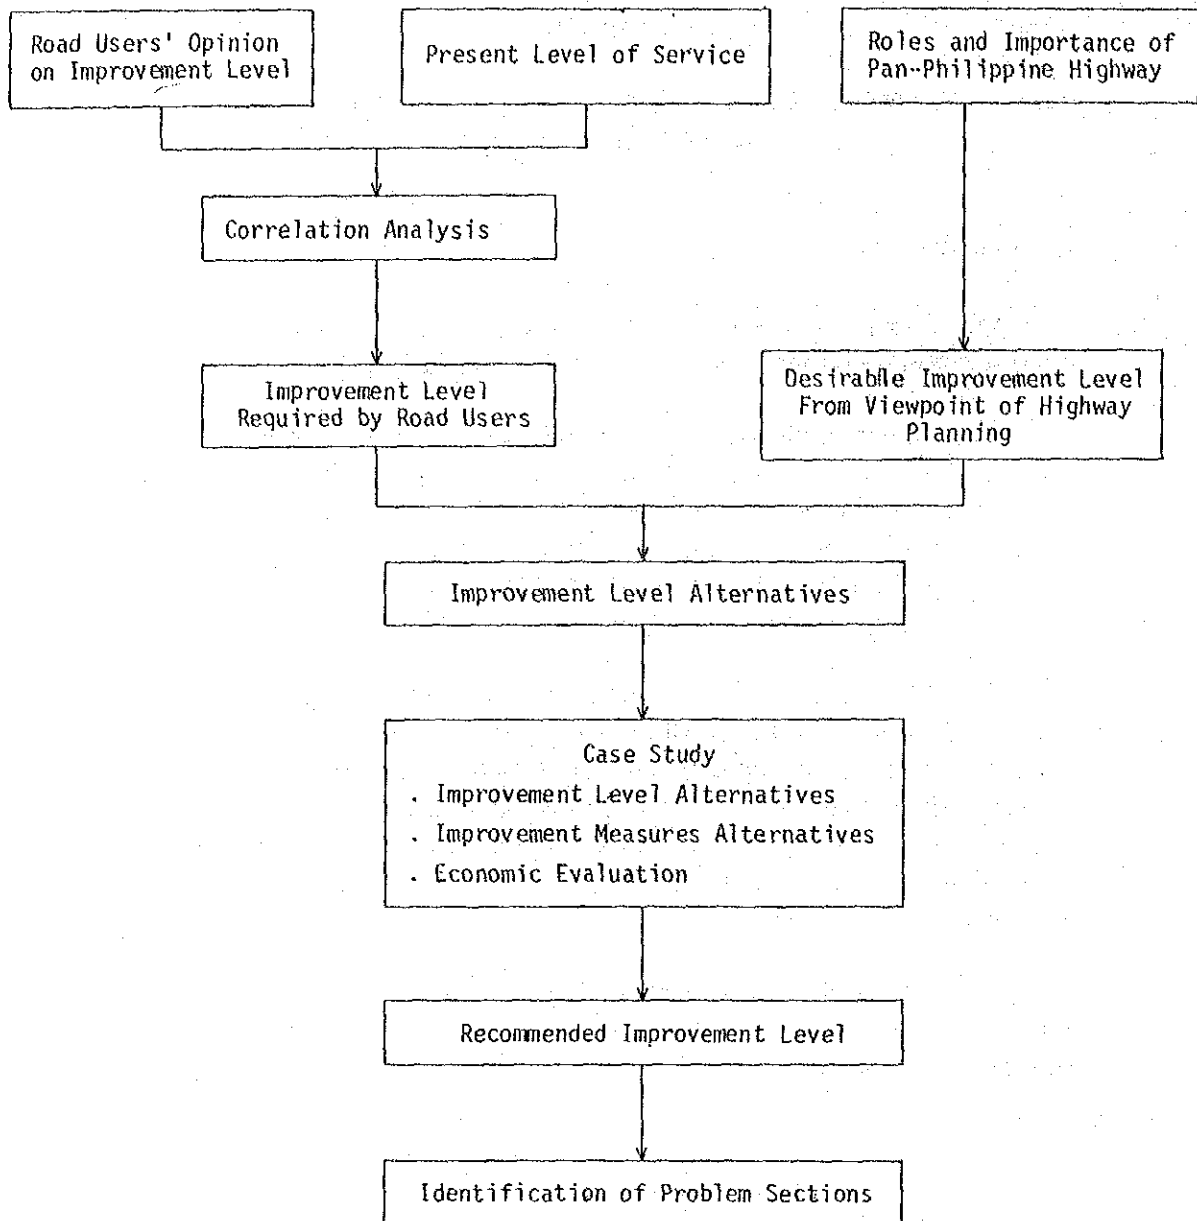 Road Users' Opinion
on Improvement Level
Present Level of Service
Roles and Importance of
Pan-Philippine Highway
Correlation Analysis
Improvement Level
Required by Road Users
Desirable Improvement Level
From Viewpoint of Highway
Planning
Improvement Level Alternatives
Case Study
. Improvement Level Alternatives
. Improvement Measures Alternatives
. Economic Evaluation
Recommended Improvement Level
Identification of Problem Sections